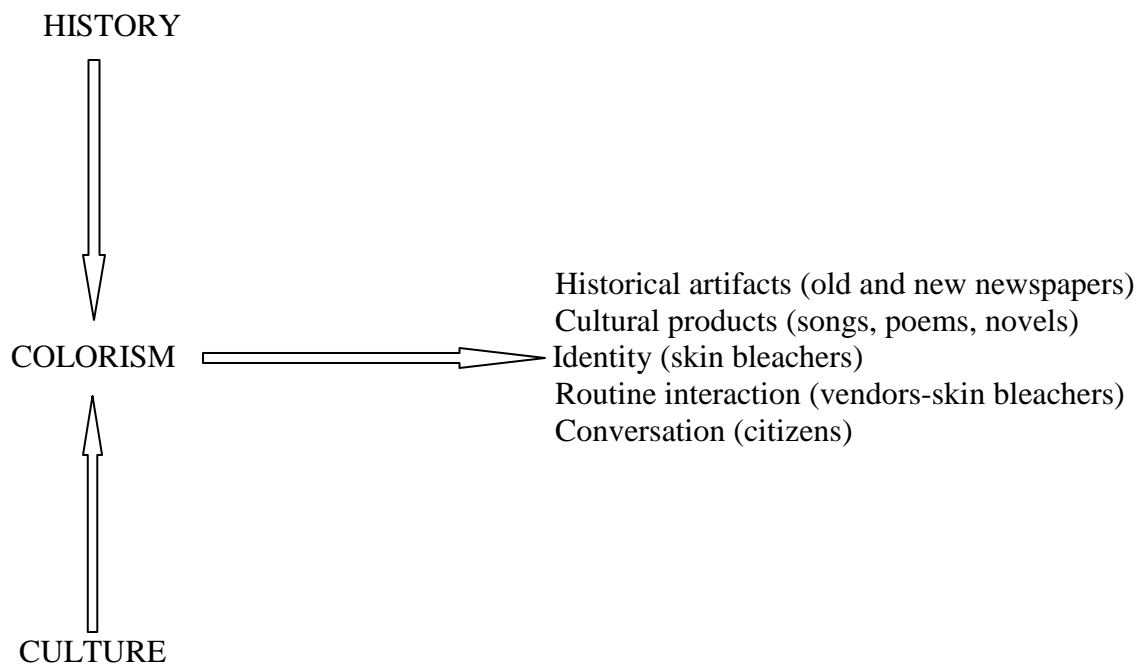 HISTORY
Historical artifacts (old and new newspapers)
Cultural products (songs, poems, novels)
COLORISM
Identity (skin bleachers)
Routine interaction (vendors-skin bleachers)
Conversation (citizens)
CULTURE